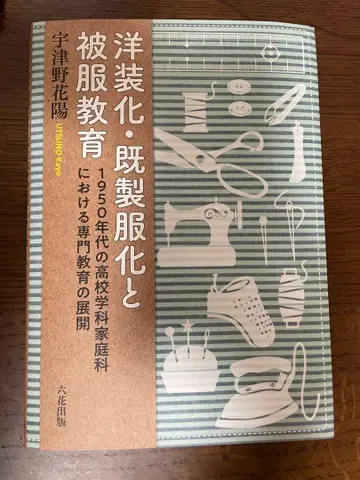 洋装化・既製服化と
被服教育
1950年代の高校学科家庭科
における専門教育の展開
宇津野花陽
UTSUNO Kayo
六花出版